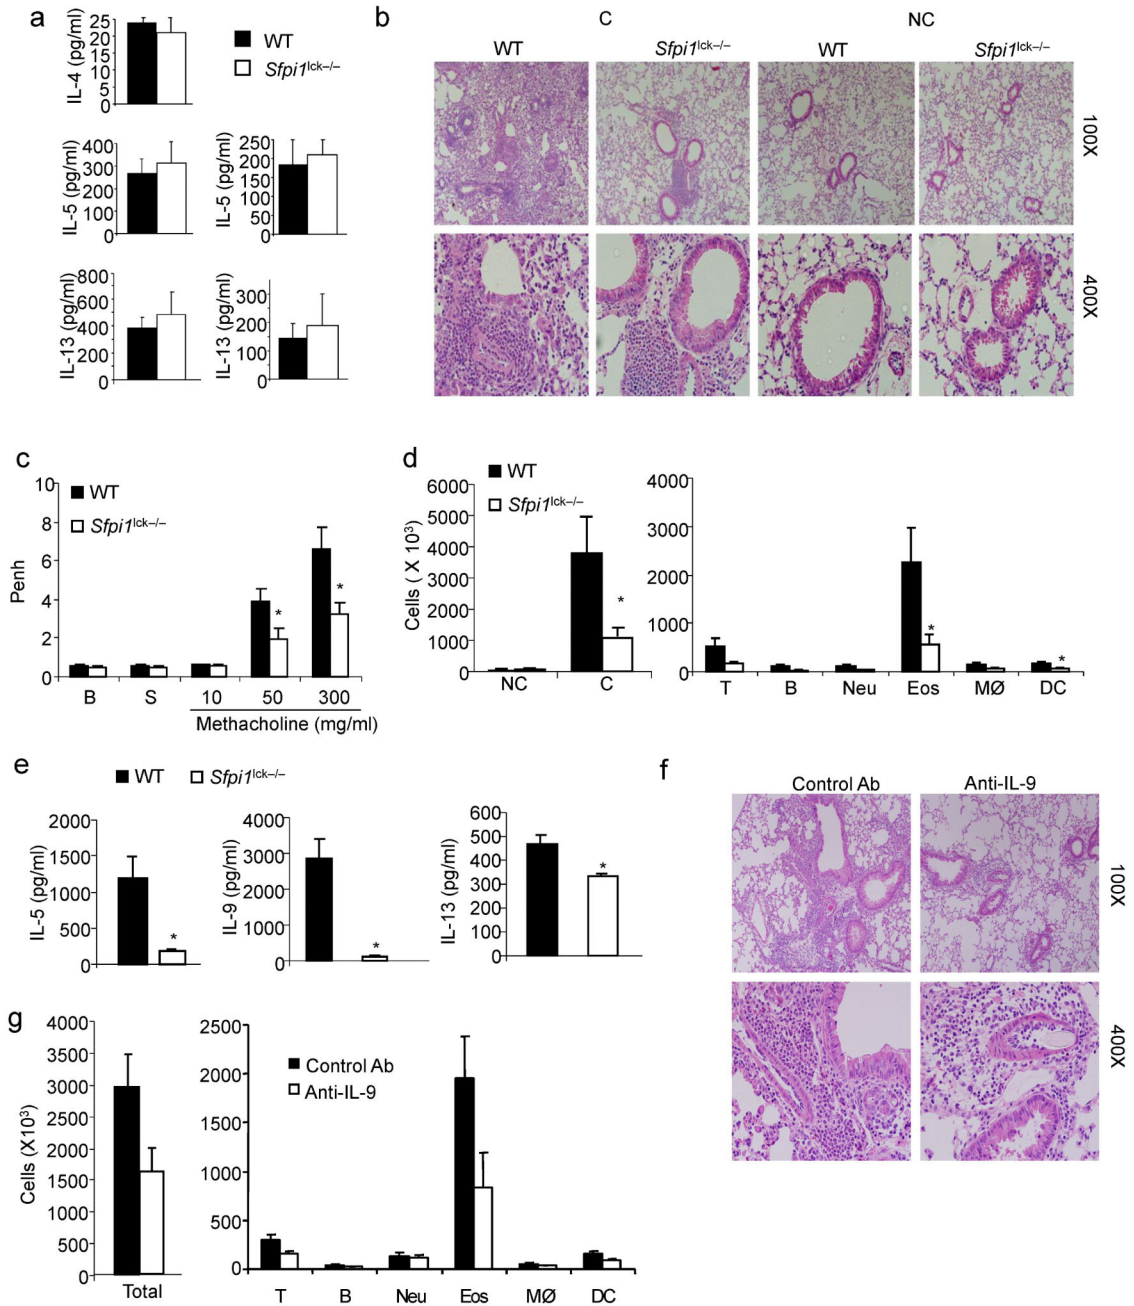 a
IL-4 (pg/ml)
25
20
15
10
5
0
WT
Sfpi1lck–/–
IL-5 (pg/ml)
400
300
200
100
0
IL-5 (pg/ml)
250
200
150
100
50
0
IL-13 (pg/ml)
800
600
400
200
0
IL-13 (pg/ml)
300
200
100
0
b
C
NC
WT
Sfpi1lck–/–
WT
Sfpi1lck–/–
100X
400X
c
Penh
10
8
6
4
2
0
WT
Sfpi1lck–/–
*
*
B
S
10
50
300
Methacholine (mg/ml)
d
WT
Sfpi1lck–/–
Cells ( X 10³)
6000
5000
4000
3000
2000
1000
0
*
NC
C
4000
3000
2000
1000
0
*
*
T
B
Neu
Eos
MØ
DC
e
WT
Sfpi1lck–/–
IL-5 (pg/ml)
2000
1500
1000
500
0
*
IL-9 (pg/ml)
4000
3000
2000
1000
0
*
IL-13 (pg/ml)
600
500
400
300
200
100
0
*
f
Control Ab
Anti-IL-9
100X
400X
g
Cells (X10³)
4000
3500
3000
2500
2000
1500
1000
500
0
Total
2500
2000
1500
1000
500
0
Control Ab
Anti-IL-9
T
B
Neu
Eos
MØ
DC